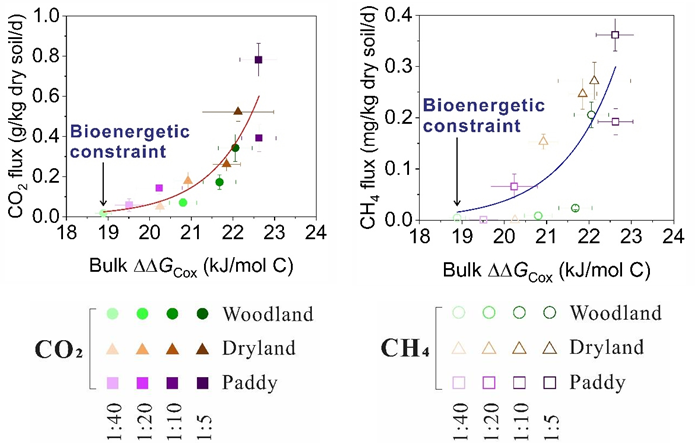 CO₂ flux (g/kg dry soil/d)
1.0
0.8
0.6
0.4
0.2
0.0
Bioenergetic
constraint
18 19 20 21 22 23 24
Bulk ΔΔG_Cox (kJ/mol C)
CH₄ flux (mg/kg dry soil/d)
0.4
0.3
0.2
0.1
0.0
Bioenergetic
constraint
18 19 20 21 22 23 24
Bulk ΔΔG_Cox (kJ/mol C)
CO₂
Woodland
Dryland
Paddy
1:40 1:20 1:10 1:5
CH₄
Woodland
Dryland
Paddy
1:40 1:20 1:10 1:5